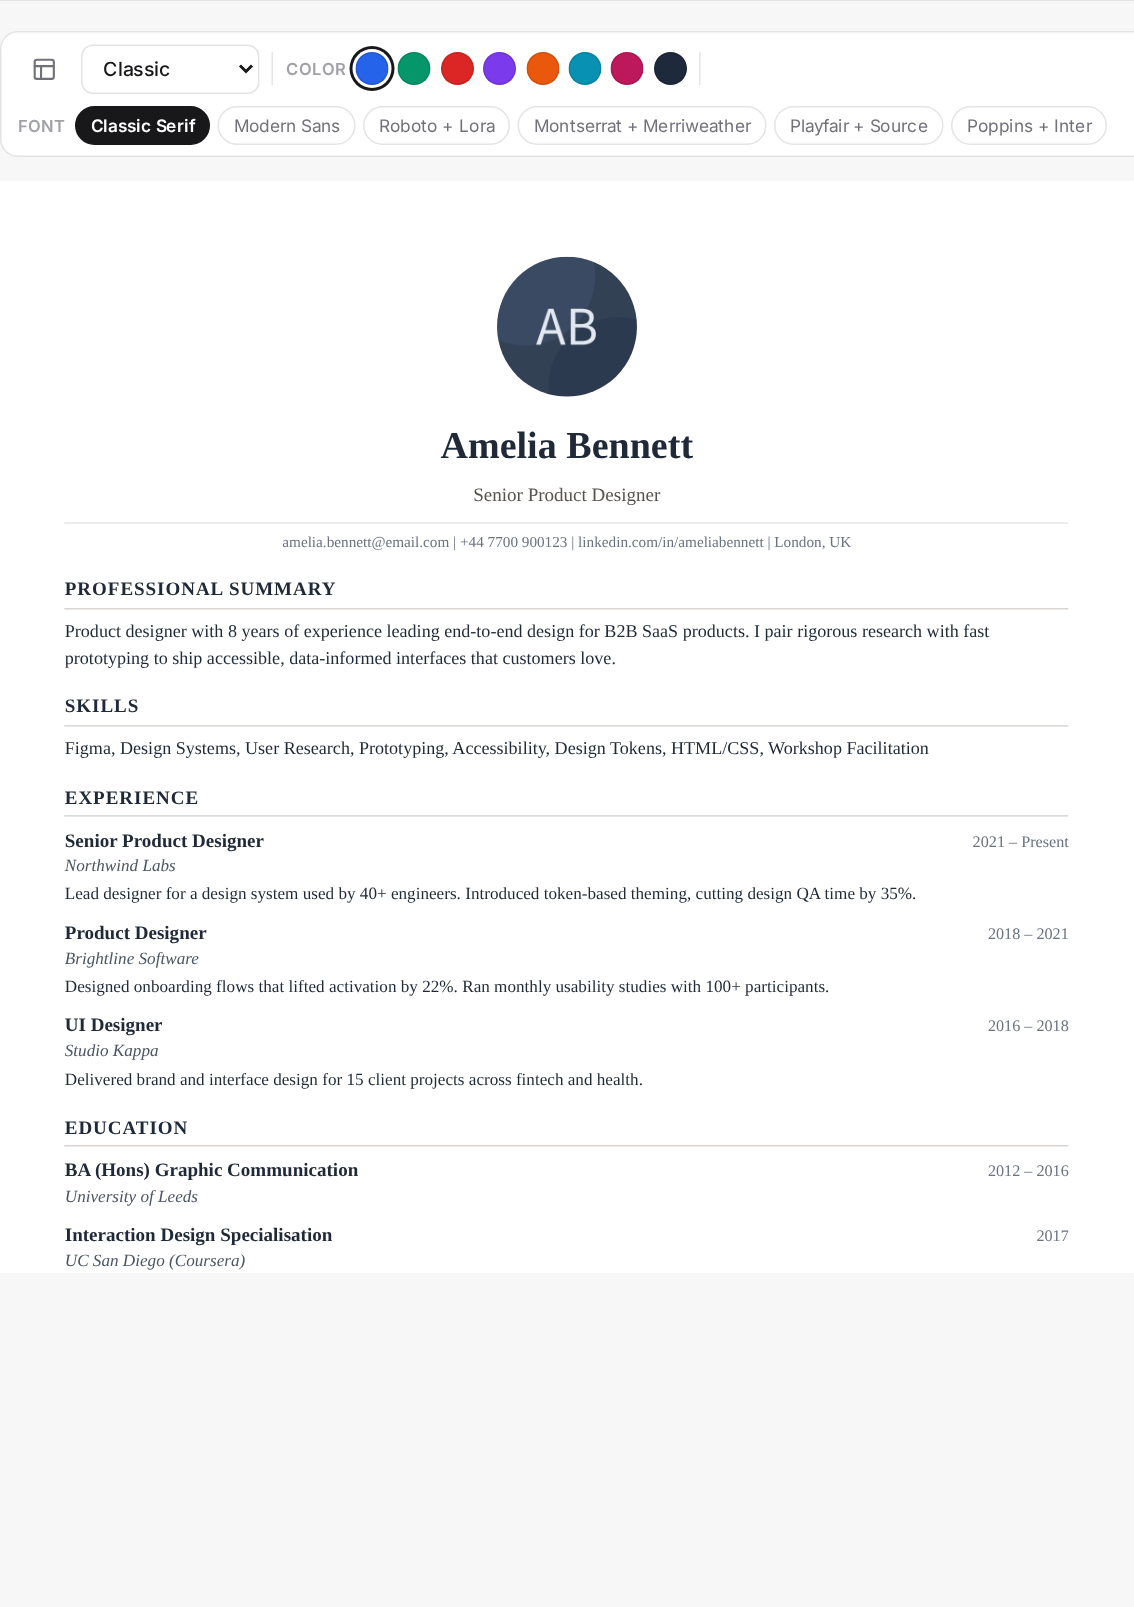 Classic
COLOR
FONT
Classic Serif
Modern Sans
Roboto + Lora
Montserrat + Merriweather
Playfair + Source
Poppins + Inter
AB
Amelia Bennett
Senior Product Designer
amelia.bennett@email.com | +44 7700 900123 | linkedin.com/in/ameliabennett | London, UK
PROFESSIONAL SUMMARY
Product designer with 8 years of experience leading end-to-end design for B2B SaaS products. I pair rigorous research with fast
prototyping to ship accessible, data-informed interfaces that customers love.
SKILLS
Figma, Design Systems, User Research, Prototyping, Accessibility, Design Tokens, HTML/CSS, Workshop Facilitation
EXPERIENCE
Senior Product Designer 2021 – Present
Northwind Labs
Lead designer for a design system used by 40+ engineers. Introduced token-based theming, cutting design QA time by 35%.
Product Designer 2018 – 2021
Brightline Software
Designed onboarding flows that lifted activation by 22%. Ran monthly usability studies with 100+ participants.
UI Designer 2016 – 2018
Studio Kappa
Delivered brand and interface design for 15 client projects across fintech and health.
EDUCATION
BA (Hons) Graphic Communication 2012 – 2016
University of Leeds
Interaction Design Specialisation 2017
UC San Diego (Coursera)